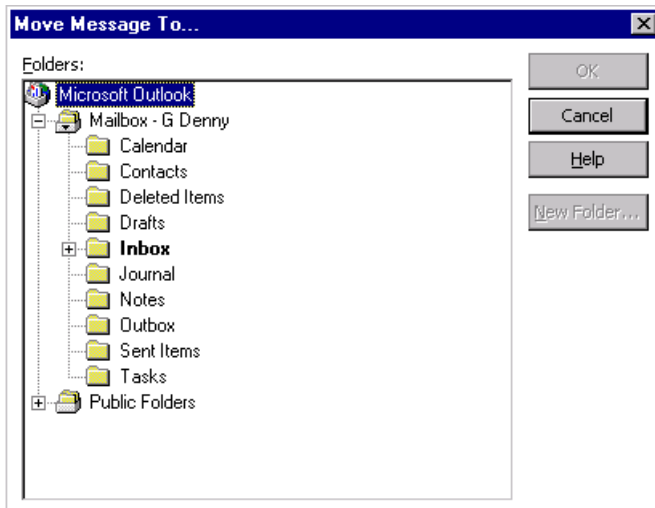 Move Message To...
Folders:
OK
Microsoft Outlook
Cancel
Mailbox - G Denny
Calendar
Help
Contacts
Deleted Items
New Folder...
Drafts
Inbox
Journal
Notes
Outbox
Sent Items
Tasks
Public Folders